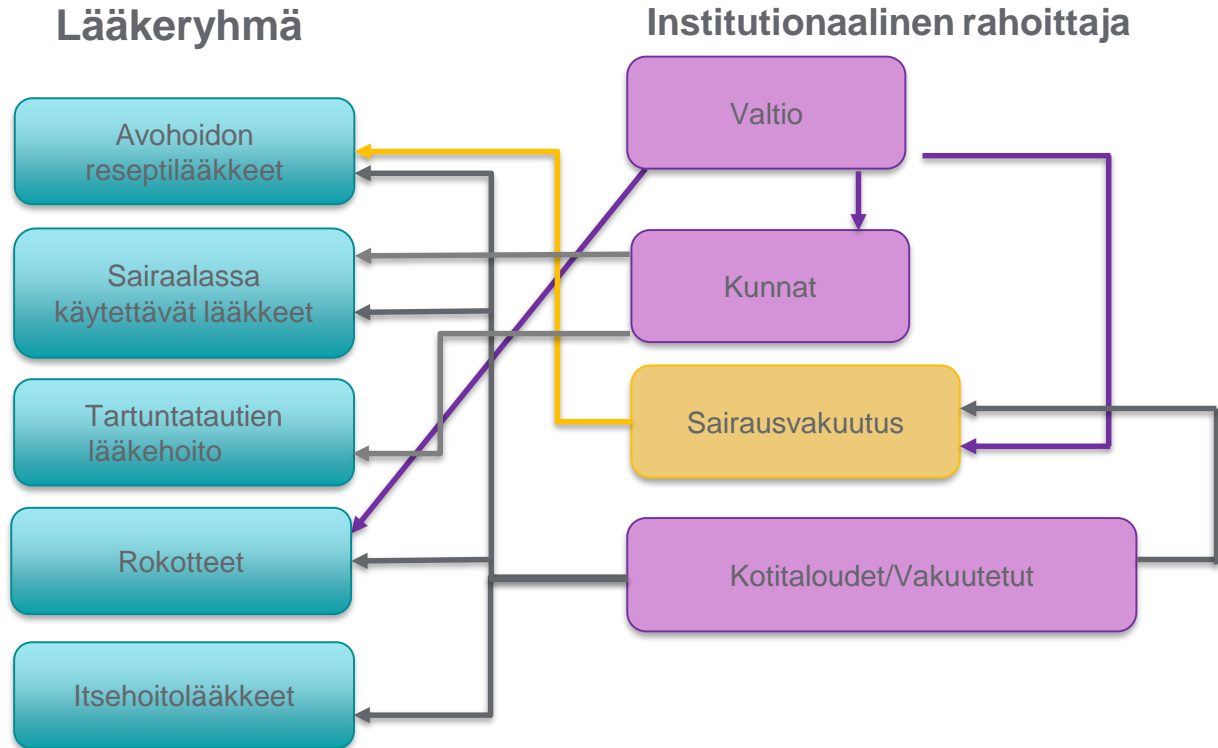 Lääkeryhmä
Institutionaalinen rahoittaja
Avohoidon
reseptilääkkeet
Sairaalassa
käytettävät lääkkeet
Tartuntatautien
lääkehoito
Rokotteet
Itsehoitolääkkeet
Valtio
Kunnat
Sairausvakuutus
Kotitaloudet/Vakuutetut